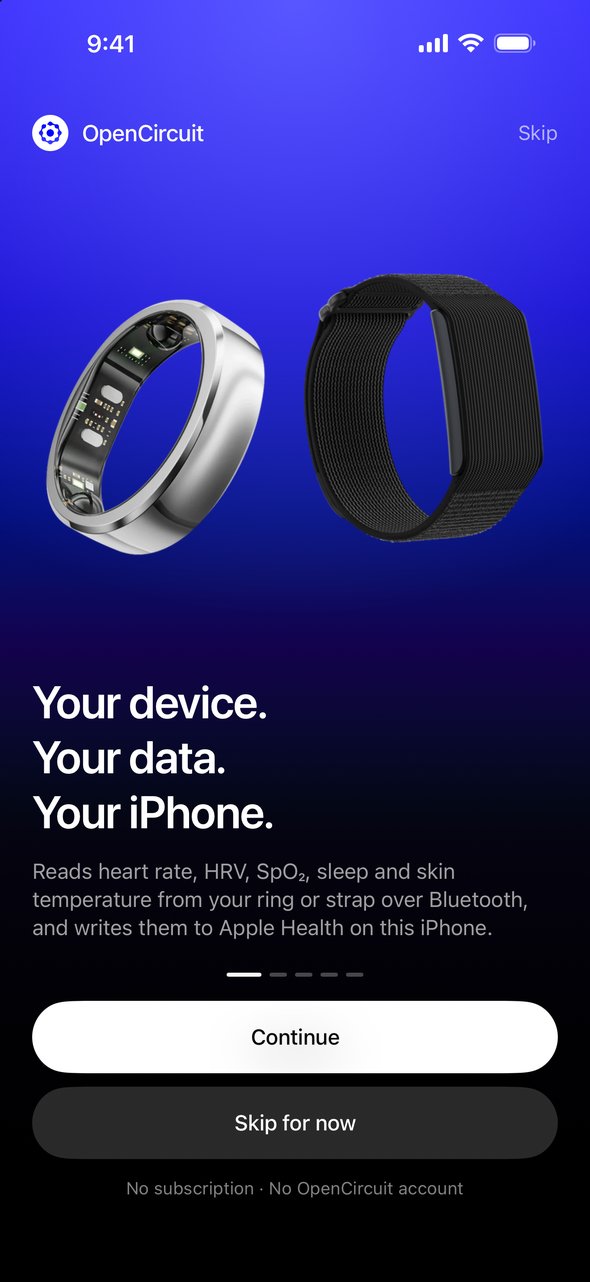 9:41
OpenCircuit
Skip
Your device.
Your data.
Your iPhone.
Reads heart rate, HRV, SpO₂, sleep and skin
temperature from your ring or strap over Bluetooth,
and writes them to Apple Health on this iPhone.
Continue
Skip for now
No subscription · No OpenCircuit account